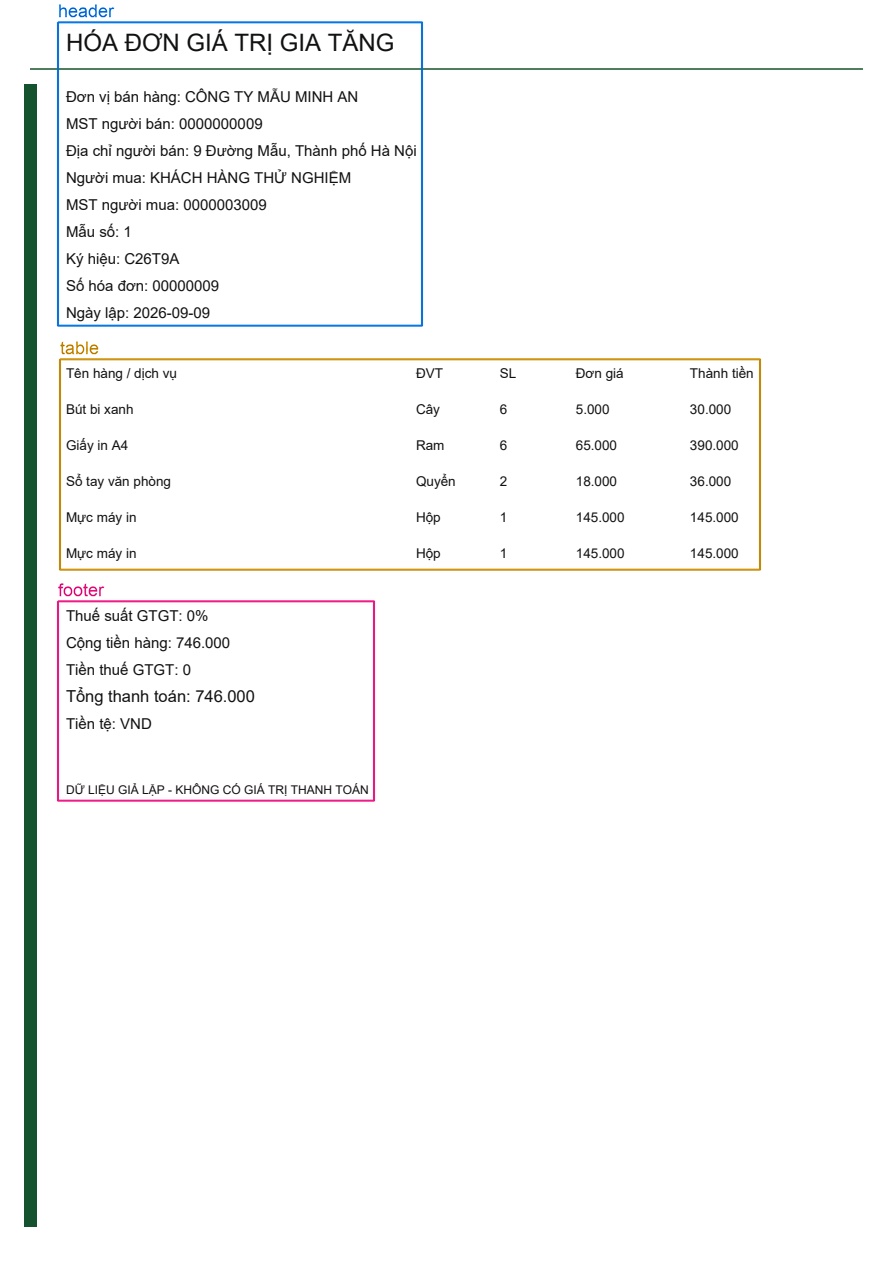 header
HÓA ĐƠN GIÁ TRỊ GIA TĂNG
Đơn vị bán hàng: CÔNG TY MẪU MINH AN
MST người bán: 0000000009
Địa chỉ người bán: 9 Đường Mẫu, Thành phố Hà Nội
Người mua: KHÁCH HÀNG THỬ NGHIỆM
MST người mua: 0000003009
Mẫu số: 1
Ký hiệu: C26T9A
Số hóa đơn: 00000009
Ngày lập: 2026-09-09
table
Tên hàng / dịch vụ ĐVT SL Đơn giá Thành tiền
Bút bi xanh Cây 6 5.000 30.000
Giấy in A4 Ram 6 65.000 390.000
Sổ tay văn phòng Quyển 2 18.000 36.000
Mực máy in Hộp 1 145.000 145.000
Mực máy in Hộp 1 145.000 145.000
footer
Thuế suất GTGT: 0%
Cộng tiền hàng: 746.000
Tiền thuế GTGT: 0
Tổng thanh toán: 746.000
Tiền tệ: VND
DỮ LIỆU GIẢ LẬP - KHÔNG CÓ GIÁ TRỊ THANH TOÁN